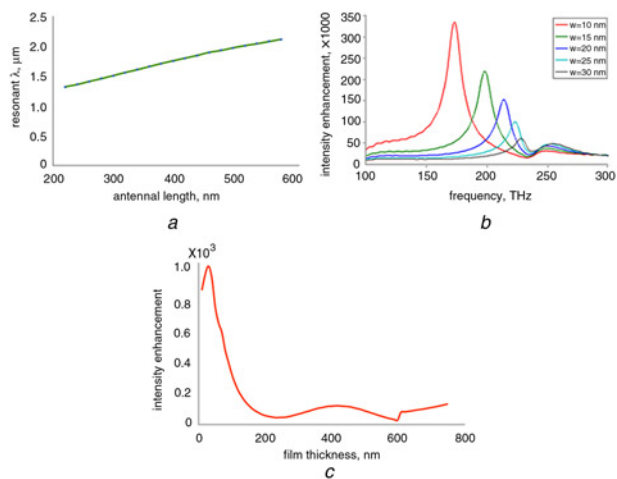 2.5
2.0
1.5
1.0
0.5
0.0
resonant λ, μm
200 300 400 500 600
antennal length, nm
a
350
300
250
200
150
100
50
0
intensity enhancement, ×1000
w=10 nm
w=15 nm
w=20 nm
w=25 nm
w=30 nm
100 150 200 250 300
frequency, THz
b
X10³
1.0
0.8
0.6
0.4
0.2
0
intensity enhancement
0 200 400 600 800
film thickness, nm
c